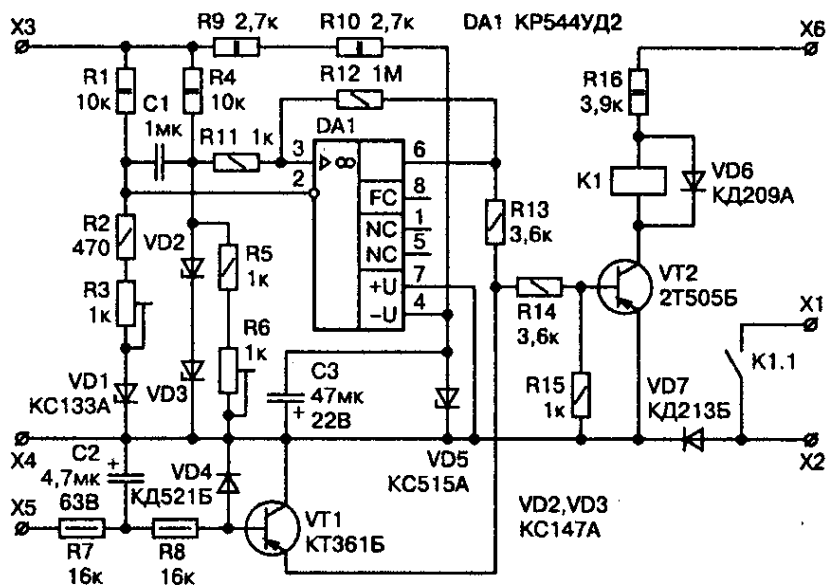 X3
R9 2,7к
R10 2,7к
DA1 КР544УД2
X6
R1
10к
C1
1мк
R4
10к
R12 1М
R16
3,9к
R11 1к
DA1
3
2
6
FC
8
NC
1
NC
5
+U
7
−U
4
∞
K1
VD6
КД209А
R2
470
VD2
R5
1к
R13
3,6к
R3
1к
R6
1к
R14
3,6к
VT2
2Т505Б
X1
VD1
КС133А
VD3
C3
47мк
22В
+
R15
1к
VD7
КД213Б
K1.1
X4
C2
4,7мк
63В
+
VD4
КД521Б
VD5
КС515А
X2
X5
R7
16к
R8
16к
VT1
КТ361Б
VD2,VD3
КС147А